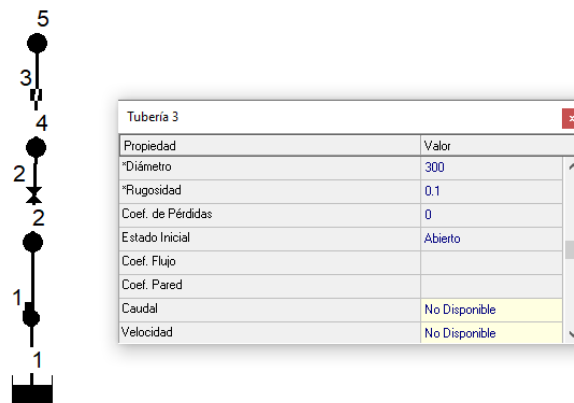 5
3
4
2
2
1
1
Tubería 3
x
Propiedad Valor
*Diámetro 300
*Rugosidad 0.1
Coef. de Pérdidas 0
Estado Inicial Abierto
Coef. Flujo
Coef. Pared
Caudal No Disponible
Velocidad No Disponible